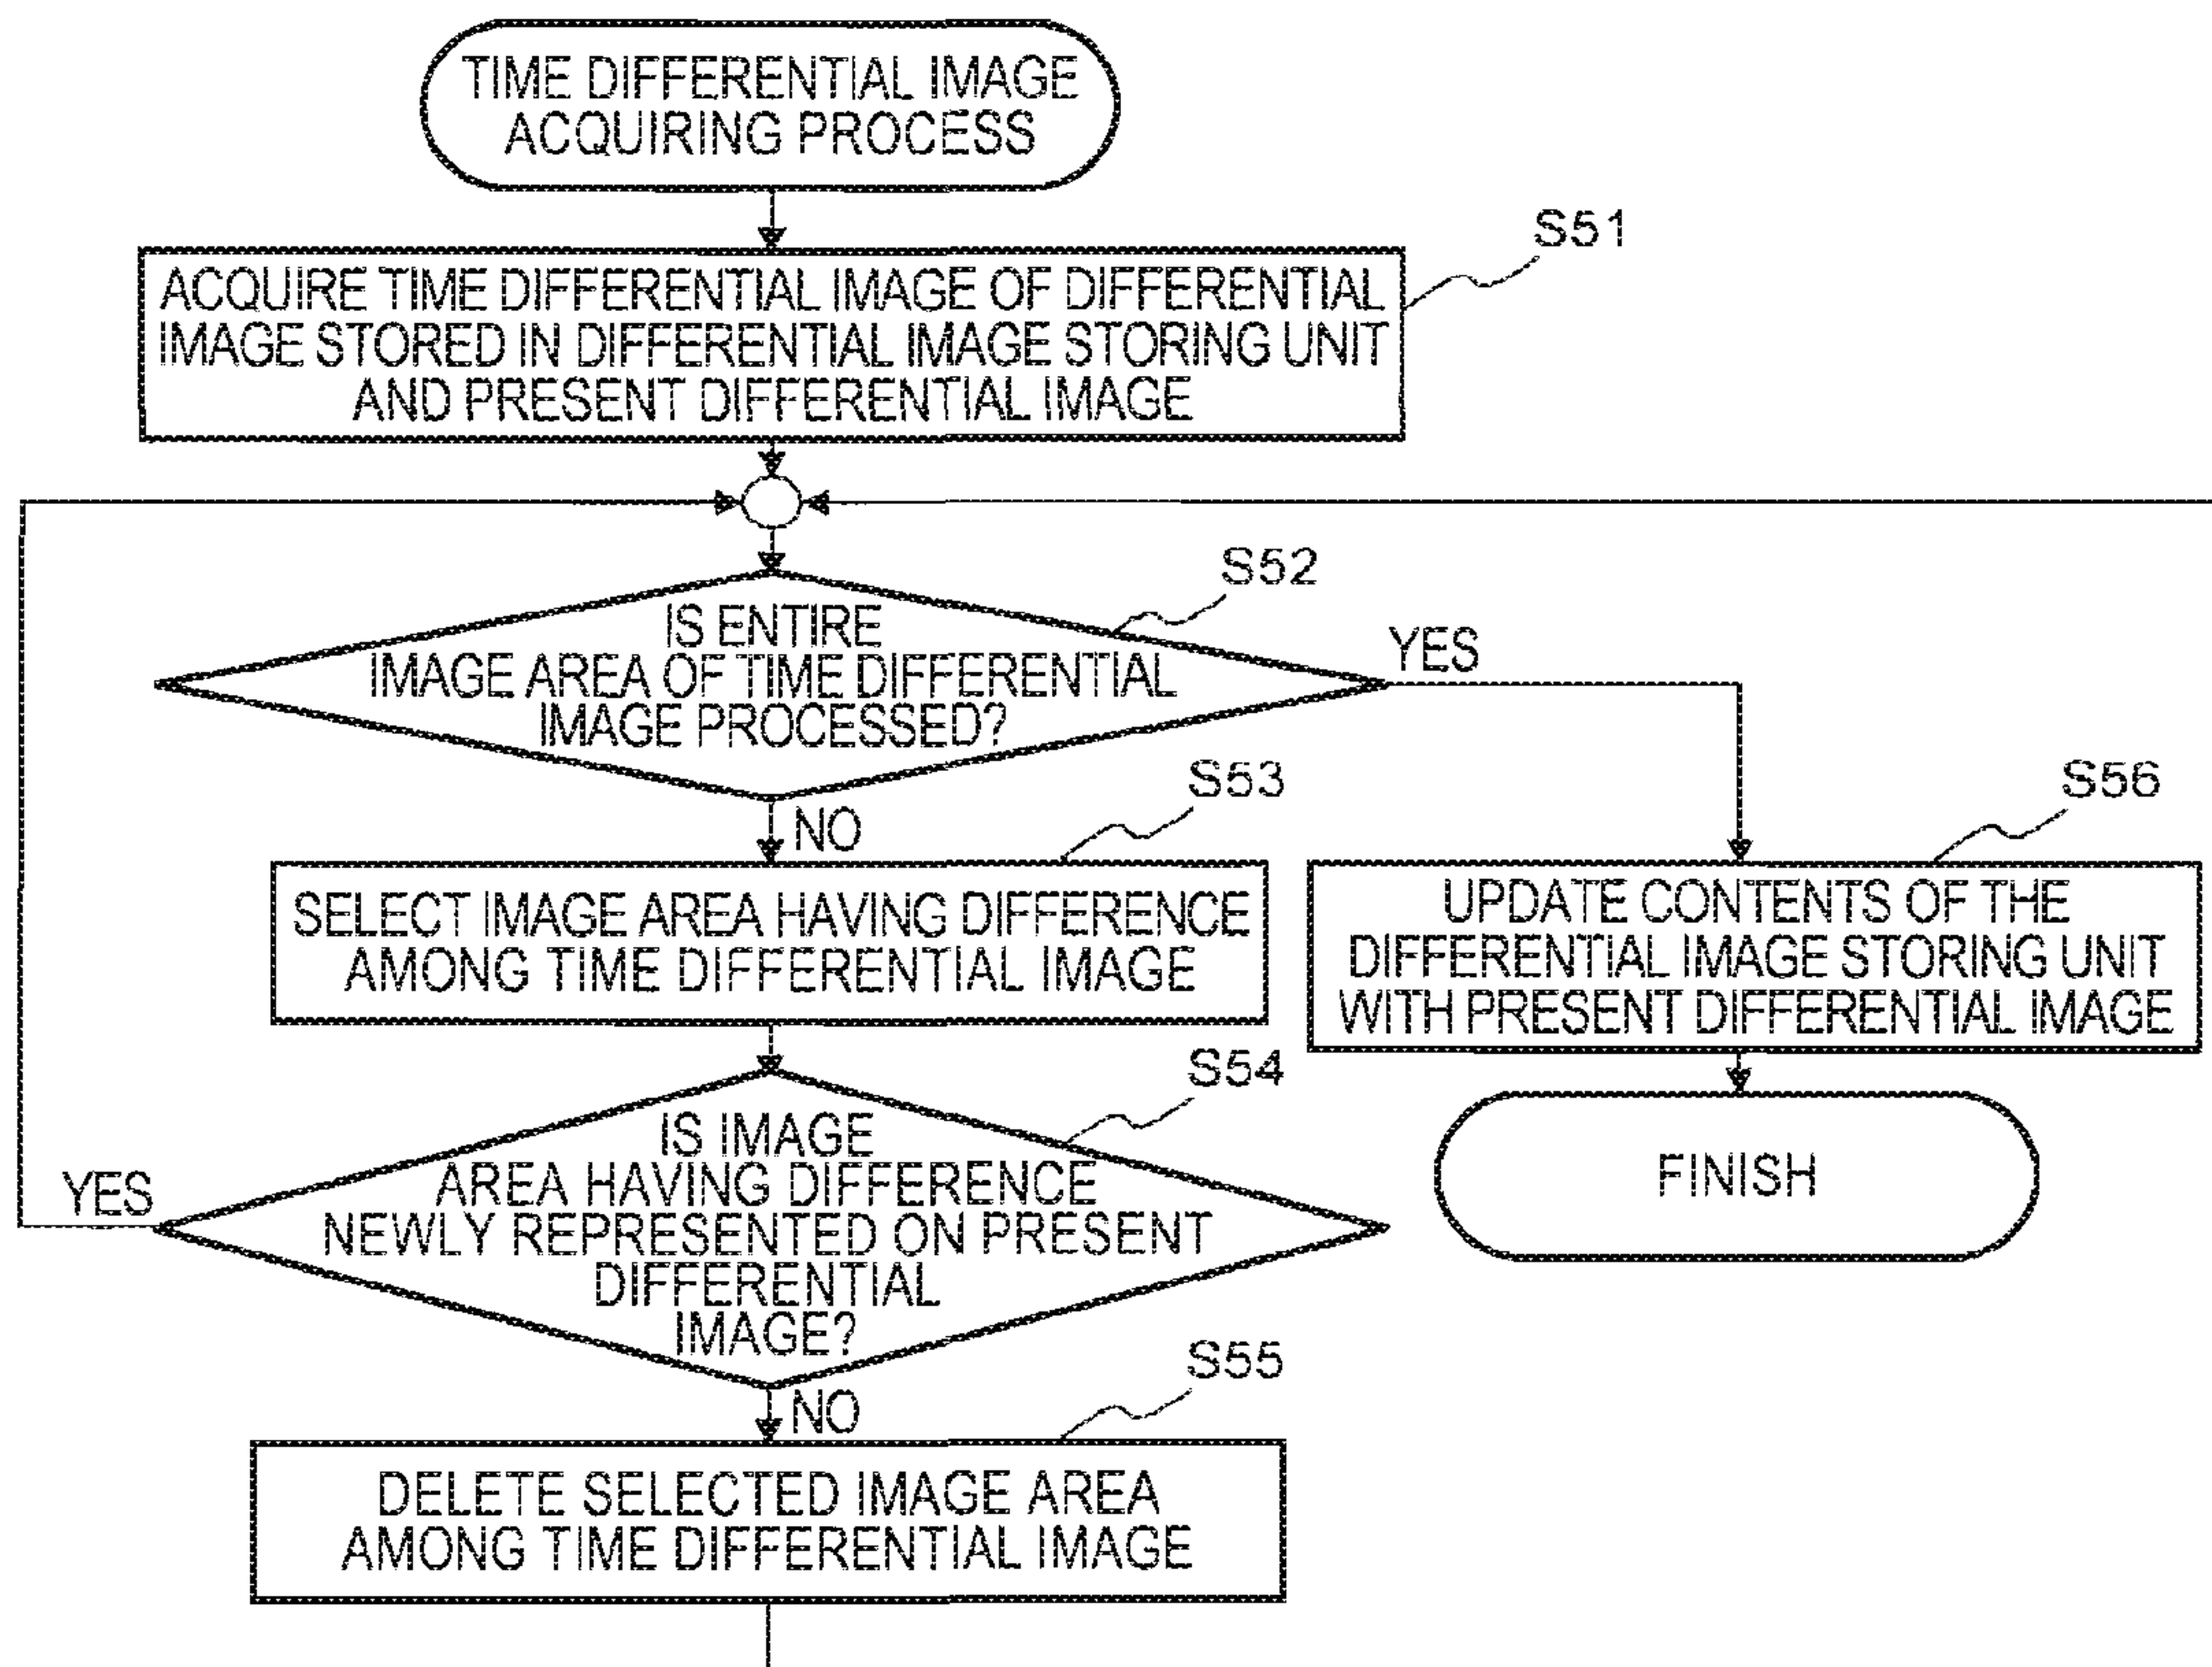 TIME DIFFERENTIAL IMAGE
ACQUIRING PROCESS
S51
ACQUIRE TIME DIFFERENTIAL IMAGE OF DIFFERENTIAL
IMAGE STORED IN DIFFERENTIAL IMAGE STORING UNIT
AND PRESENT DIFFERENTIAL IMAGE
S52
IS ENTIRE
IMAGE AREA OF TIME DIFFERENTIAL
IMAGE PROCESSED?
YES
NO
S53
SELECT IMAGE AREA HAVING DIFFERENCE
AMONG TIME DIFFERENTIAL IMAGE
S56
UPDATE CONTENTS OF THE
DIFFERENTIAL IMAGE STORING UNIT
WITH PRESENT DIFFERENTIAL IMAGE
S54
IS IMAGE
AREA HAVING DIFFERENCE
NEWLY REPRESENTED ON PRESENT
DIFFERENTIAL
IMAGE?
YES
FINISH
NO
S55
DELETE SELECTED IMAGE AREA
AMONG TIME DIFFERENTIAL IMAGE